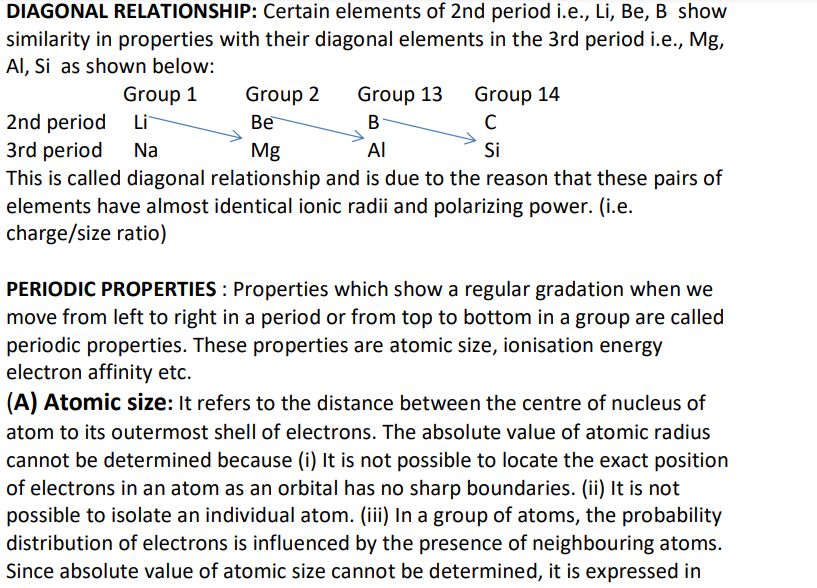 DIAGONAL RELATIONSHIP: Certain elements of 2nd period i.e., Li, Be, B show
similarity in properties with their diagonal elements in the 3rd period i.e., Mg,
Al, Si as shown below:
Group 1 Group 2 Group 13 Group 14
2nd period Li Be B C
3rd period Na Mg Al Si
This is called diagonal relationship and is due to the reason that these pairs of
elements have almost identical ionic radii and polarizing power. (i.e.
charge/size ratio)
PERIODIC PROPERTIES : Properties which show a regular gradation when we
move from left to right in a period or from top to bottom in a group are called
periodic properties. These properties are atomic size, ionisation energy
electron affinity etc.
(A) Atomic size: It refers to the distance between the centre of nucleus of
atom to its outermost shell of electrons. The absolute value of atomic radius
cannot be determined because (i) It is not possible to locate the exact position
of electrons in an atom as an orbital has no sharp boundaries. (ii) It is not
possible to isolate an individual atom. (iii) In a group of atoms, the probability
distribution of electrons is influenced by the presence of neighbouring atoms.
Since absolute value of atomic size cannot be determined, it is expressed in